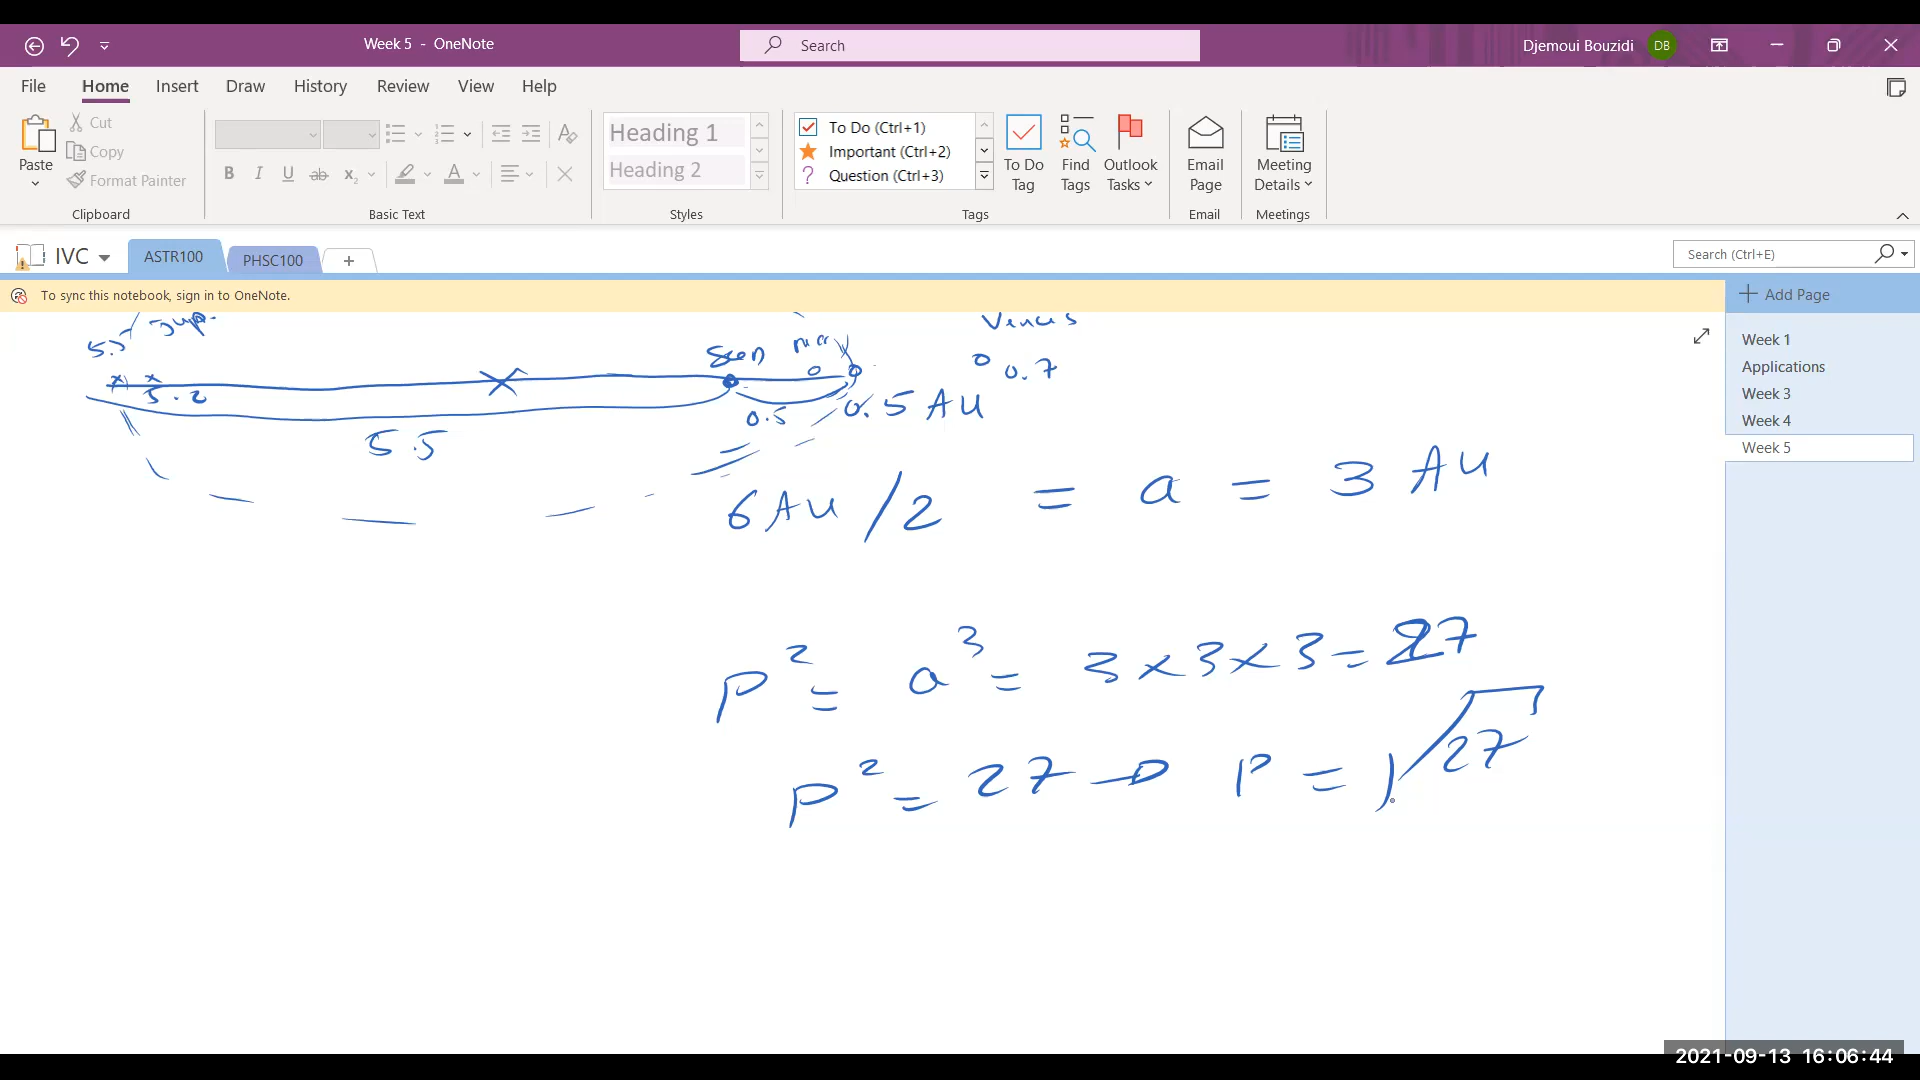 Week 5 - OneNote
Search
Djemoui Bouzidi
DB
File Home Insert Draw History Review View Help
Paste
Cut
Copy
Format Painter
Clipboard
B I U ab x₂ A
Basic Text
Heading 1
Heading 2
Styles
To Do (Ctrl+1)
Important (Ctrl+2)
Question (Ctrl+3)
Tags
To Do Tag
Find Tags
Outlook Tasks
Email Page
Email
Meeting Details
Meetings
IVC
ASTR100
PHSC100
+
Search (Ctrl+E)
To sync this notebook, sign in to OneNote.
Add Page
Week 1
Applications
Week 3
Week 4
Week 5
Jup.
Venus
5.2
0.7
0.5
0.5 AU
5.5
6 AU / 2 = a = 3 AU
P² = a³ = 3 x 3 x 3 = 27
P² = 27 → P = √27
2021-09-13 16:06:44